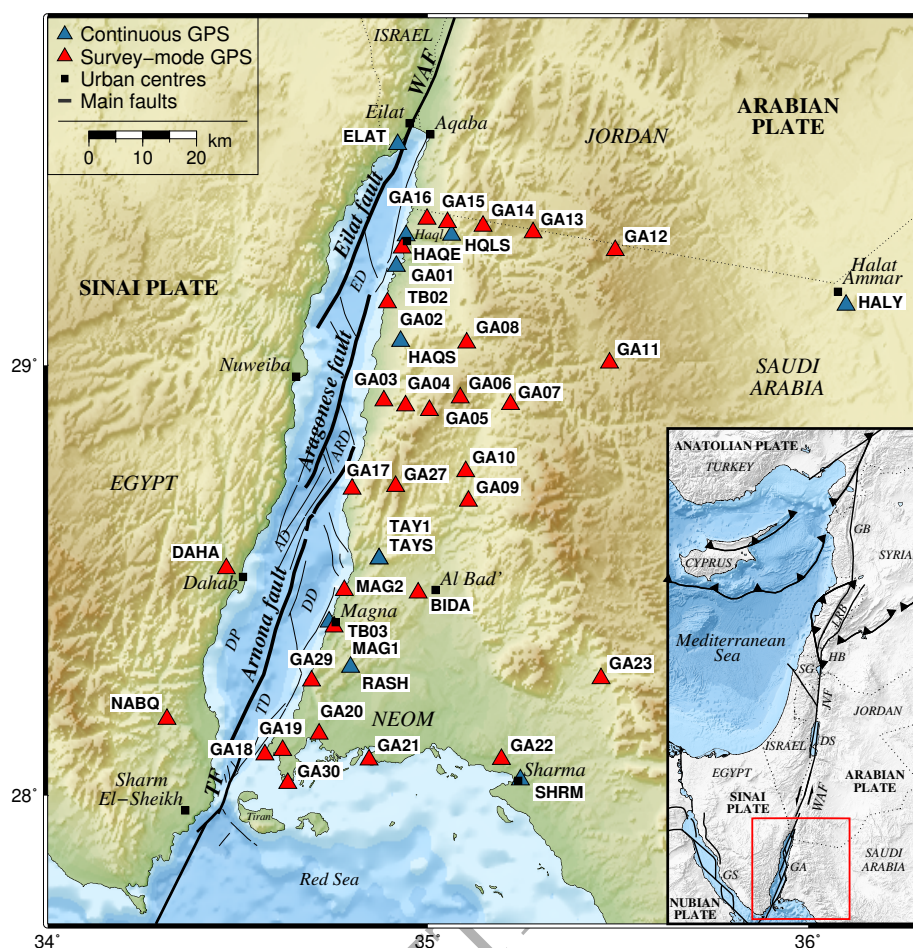 Continuous GPS
Survey−mode GPS
Urban centres
Main faults
km
0 10 20
ISRAEL
WAF
Eilat
Aqaba
ELAT
JORDAN
ARABIAN
PLATE
GA16
GA15
GA14
GA13
GA12
Haql
HQLS
HAQE
GA01
Eilat fault
ED
SINAI PLATE
Halat
Ammar
HALY
TB02
GA02
HAQS
GA08
GA11
29°
Nuweiba
GA03
GA04
GA06
GA07
GA05
SAUDI
ARABIA
Aragonese fault
ARD
EGYPT
GA17
GA27
GA10
GA09
AD
TAY1
TAYS
DAHA
Dahab
MAG2
Al Bad’
BIDA
DD
Magna
TB03
MAG1
RASH
Arnona fault
DP
GA29
GA23
TD
NABQ
GA20
NEOM
GA19
GA18
GA21
GA22
GA30
Sharma
SHRM
TF
28°
Sharm
El−Sheikh
Tiran
Red Sea
34°
35°
36°
ANATOLIAN PLATE
TURKEY
GB
CYPRUS
SYRIA
LRB
Mediterranean
Sea
HB
SG
JVF
JORDAN
ISRAEL
DS
EGYPT
ARABIAN
PLATE
SINAI
PLATE
WAF
SAUDI
ARABIA
GS
GA
NUBIAN
PLATE